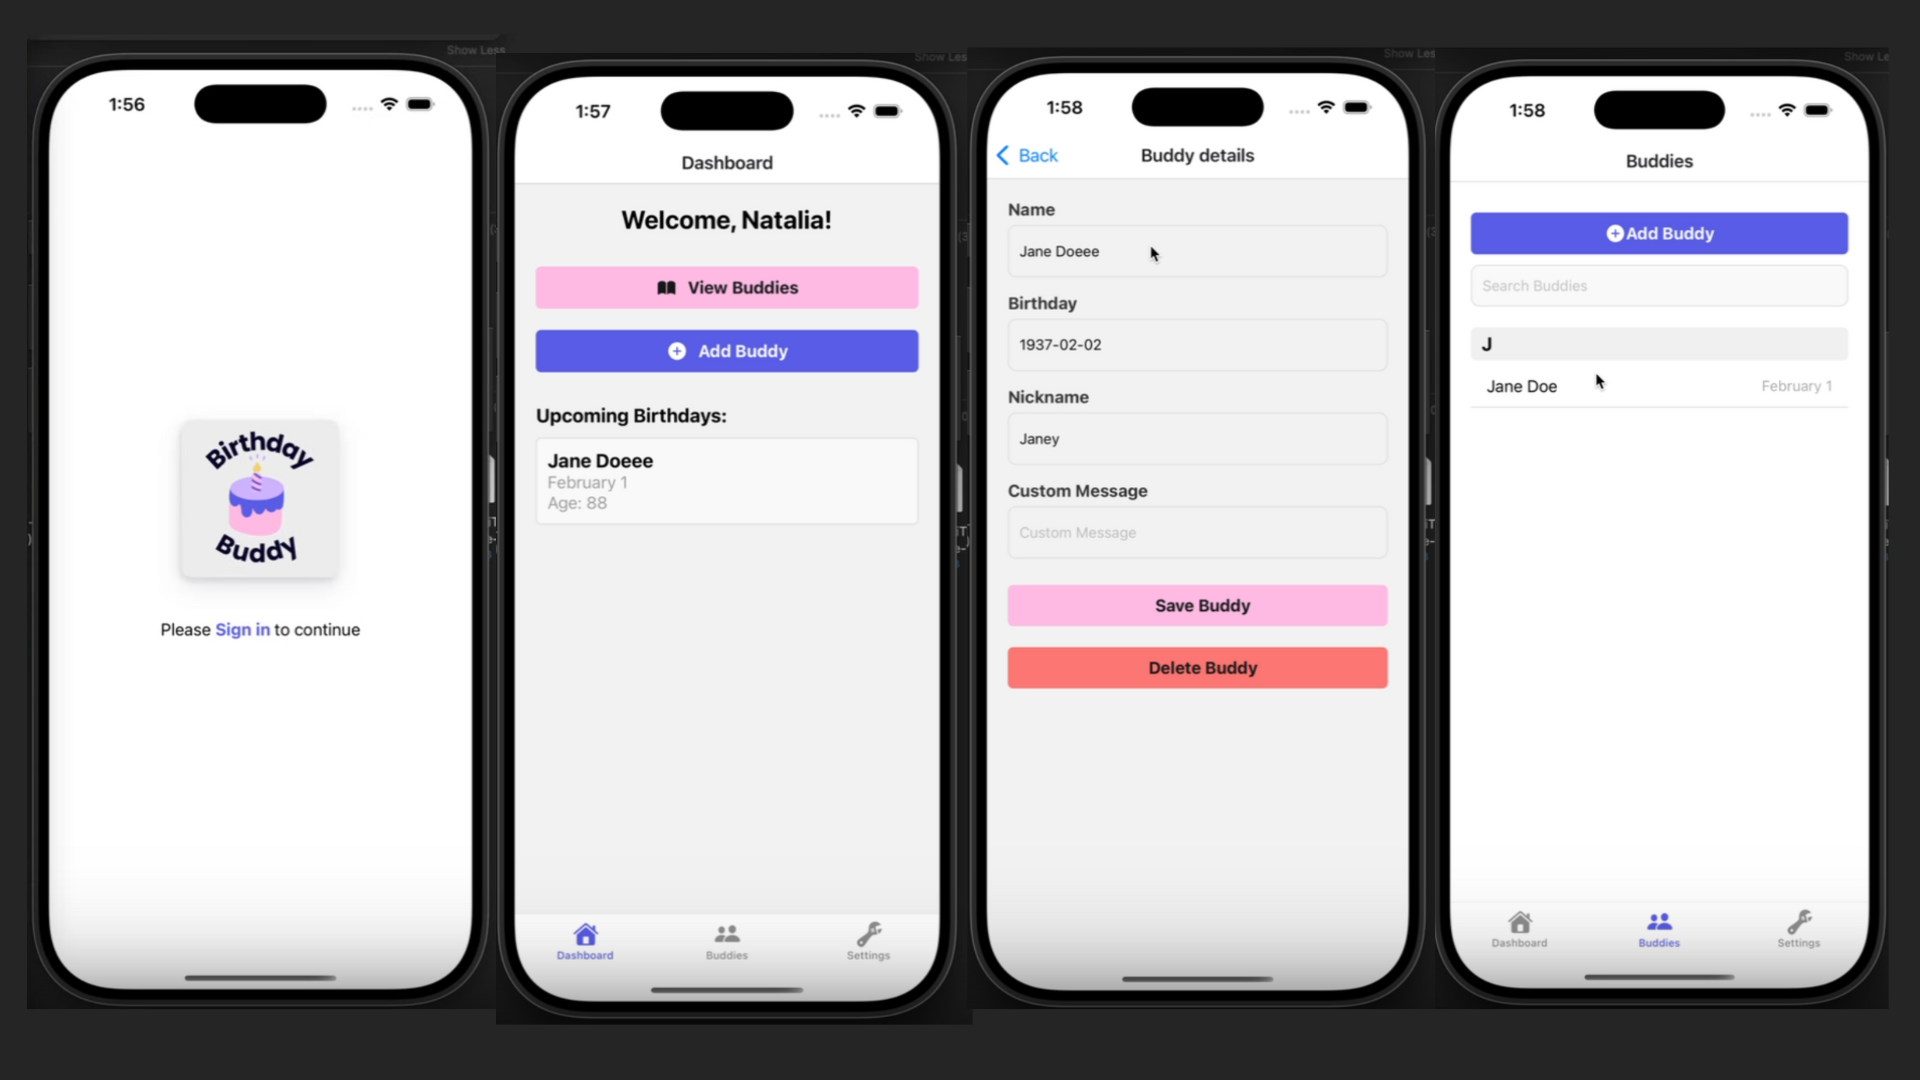 Show Less
1:56
Birthday
Buddy
Please Sign in to continue
Show Les
1:57
Dashboard
Welcome, Natalia!
View Buddies
Add Buddy
Upcoming Birthdays:
Jane Doeee
February 1
Age: 88
Dashboard Buddies Settings
Show Les
1:58
Back Buddy details
Name
Jane Doeee
Birthday
1937-02-02
Nickname
Janey
Custom Message
Custom Message
Save Buddy
Delete Buddy
Show Le
1:58
Buddies
Add Buddy
Search Buddies
J
Jane Doe February 1
Dashboard Buddies Settings